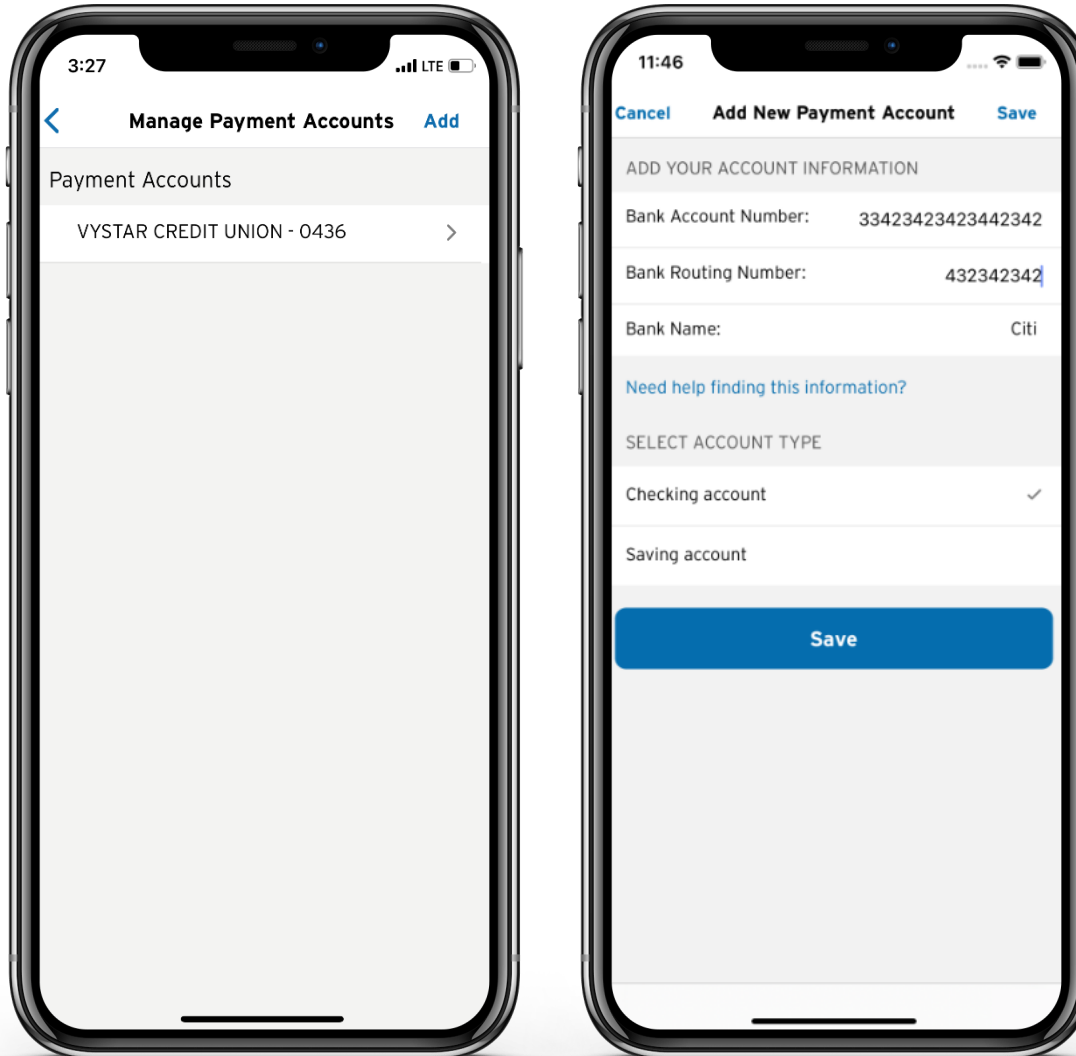 3:27
LTE
Manage Payment Accounts Add
Payment Accounts
VYSTAR CREDIT UNION - 0436
11:46
Cancel Add New Payment Account Save
ADD YOUR ACCOUNT INFORMATION
Bank Account Number: 33423423423442342
Bank Routing Number: 432342342
Bank Name: Citi
Need help finding this information?
SELECT ACCOUNT TYPE
Checking account
Saving account
Save